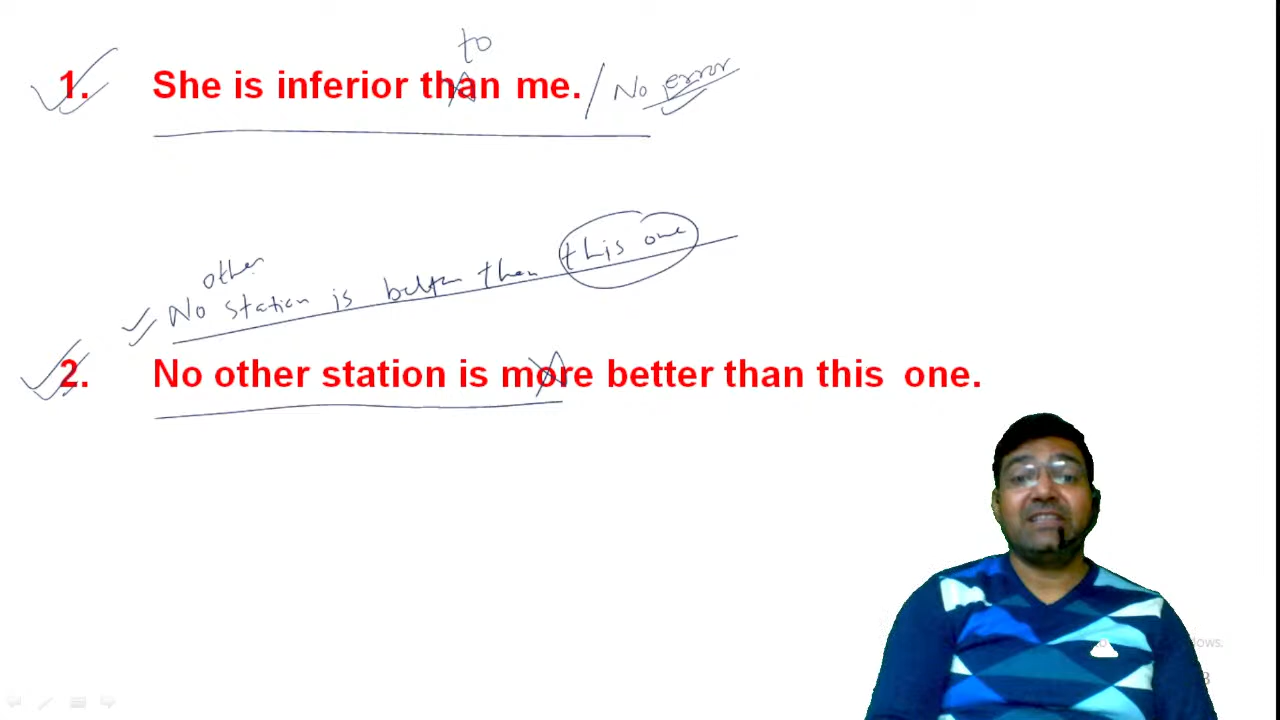 to
1. She is inferior than me. / No error
other
No station is better than this one
2. No other station is more better than this one.
3